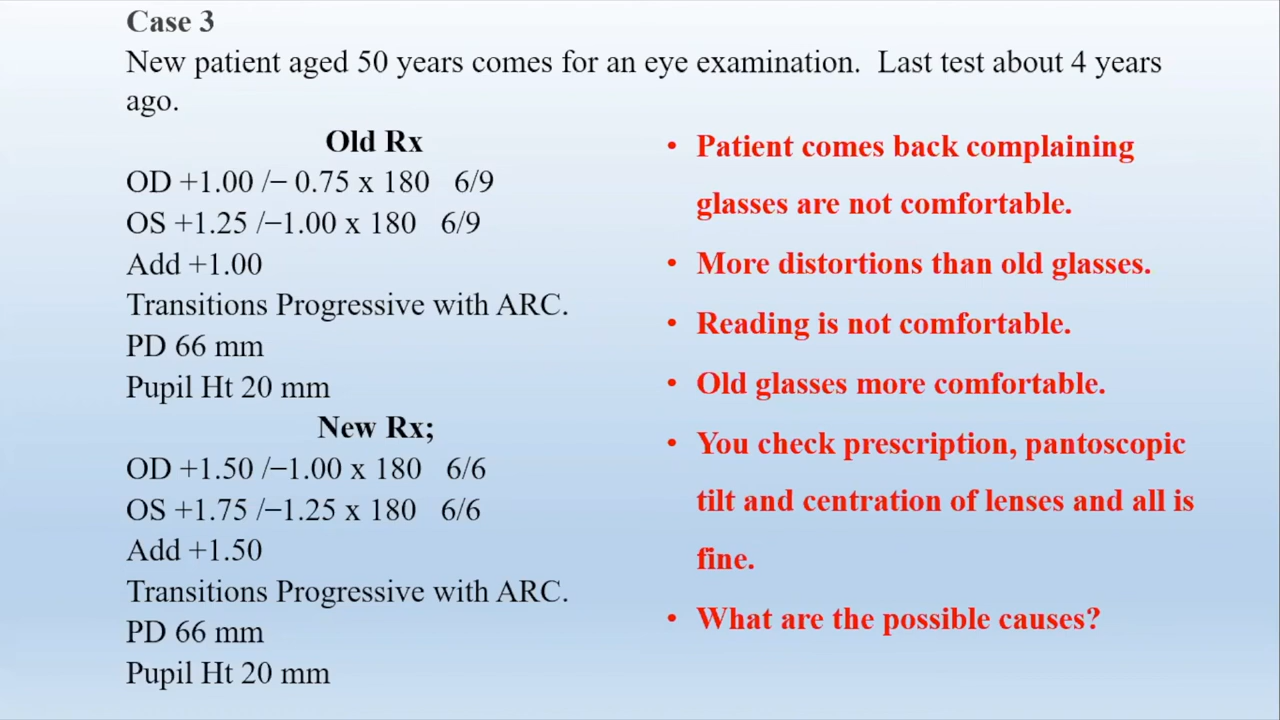 Case 3
New patient aged 50 years comes for an eye examination.  Last test about 4 years
ago.
Old Rx
OD +1.00 /− 0.75 x 180   6/9
OS +1.25 /−1.00 x 180   6/9
Add +1.00
Transitions Progressive with ARC.
PD 66 mm
Pupil Ht 20 mm
New Rx;
OD +1.50 /−1.00 x 180   6/6
OS +1.75 /−1.25 x 180   6/6
Add +1.50
Transitions Progressive with ARC.
PD 66 mm
Pupil Ht 20 mm
• Patient comes back complaining
glasses are not comfortable.
• More distortions than old glasses.
• Reading is not comfortable.
• Old glasses more comfortable.
• You check prescription, pantoscopic
tilt and centration of lenses and all is
fine.
• What are the possible causes?